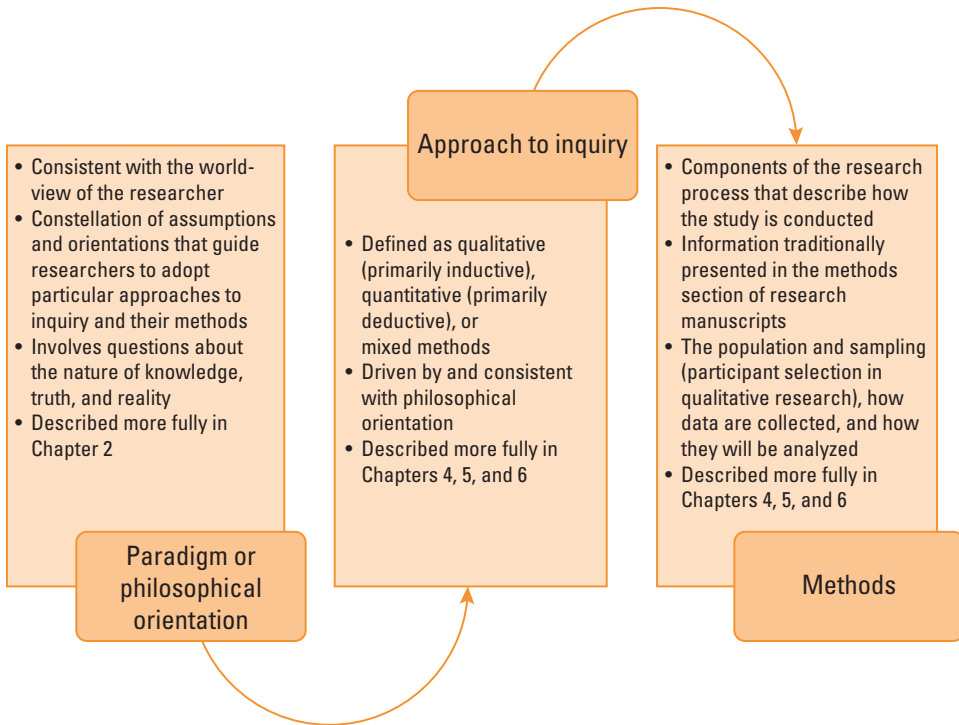 • Consistent with the world-
view of the researcher
• Constellation of assumptions
and orientations that guide
researchers to adopt
particular approaches to
inquiry and their methods
• Involves questions about
the nature of knowledge,
truth, and reality
• Described more fully in
Chapter 2
Paradigm or
philosophical
orientation
Approach to inquiry
• Defined as qualitative
(primarily inductive),
quantitative (primarily
deductive), or
mixed methods
• Driven by and consistent
with philosophical
orientation
• Described more fully in
Chapters 4, 5, and 6
• Components of the research
process that describe how
the study is conducted
• Information traditionally
presented in the methods
section of research
manuscripts
• The population and sampling
(participant selection in
qualitative research), how
data are collected, and how
they will be analyzed
• Described more fully in
Chapters 4, 5, and 6
Methods